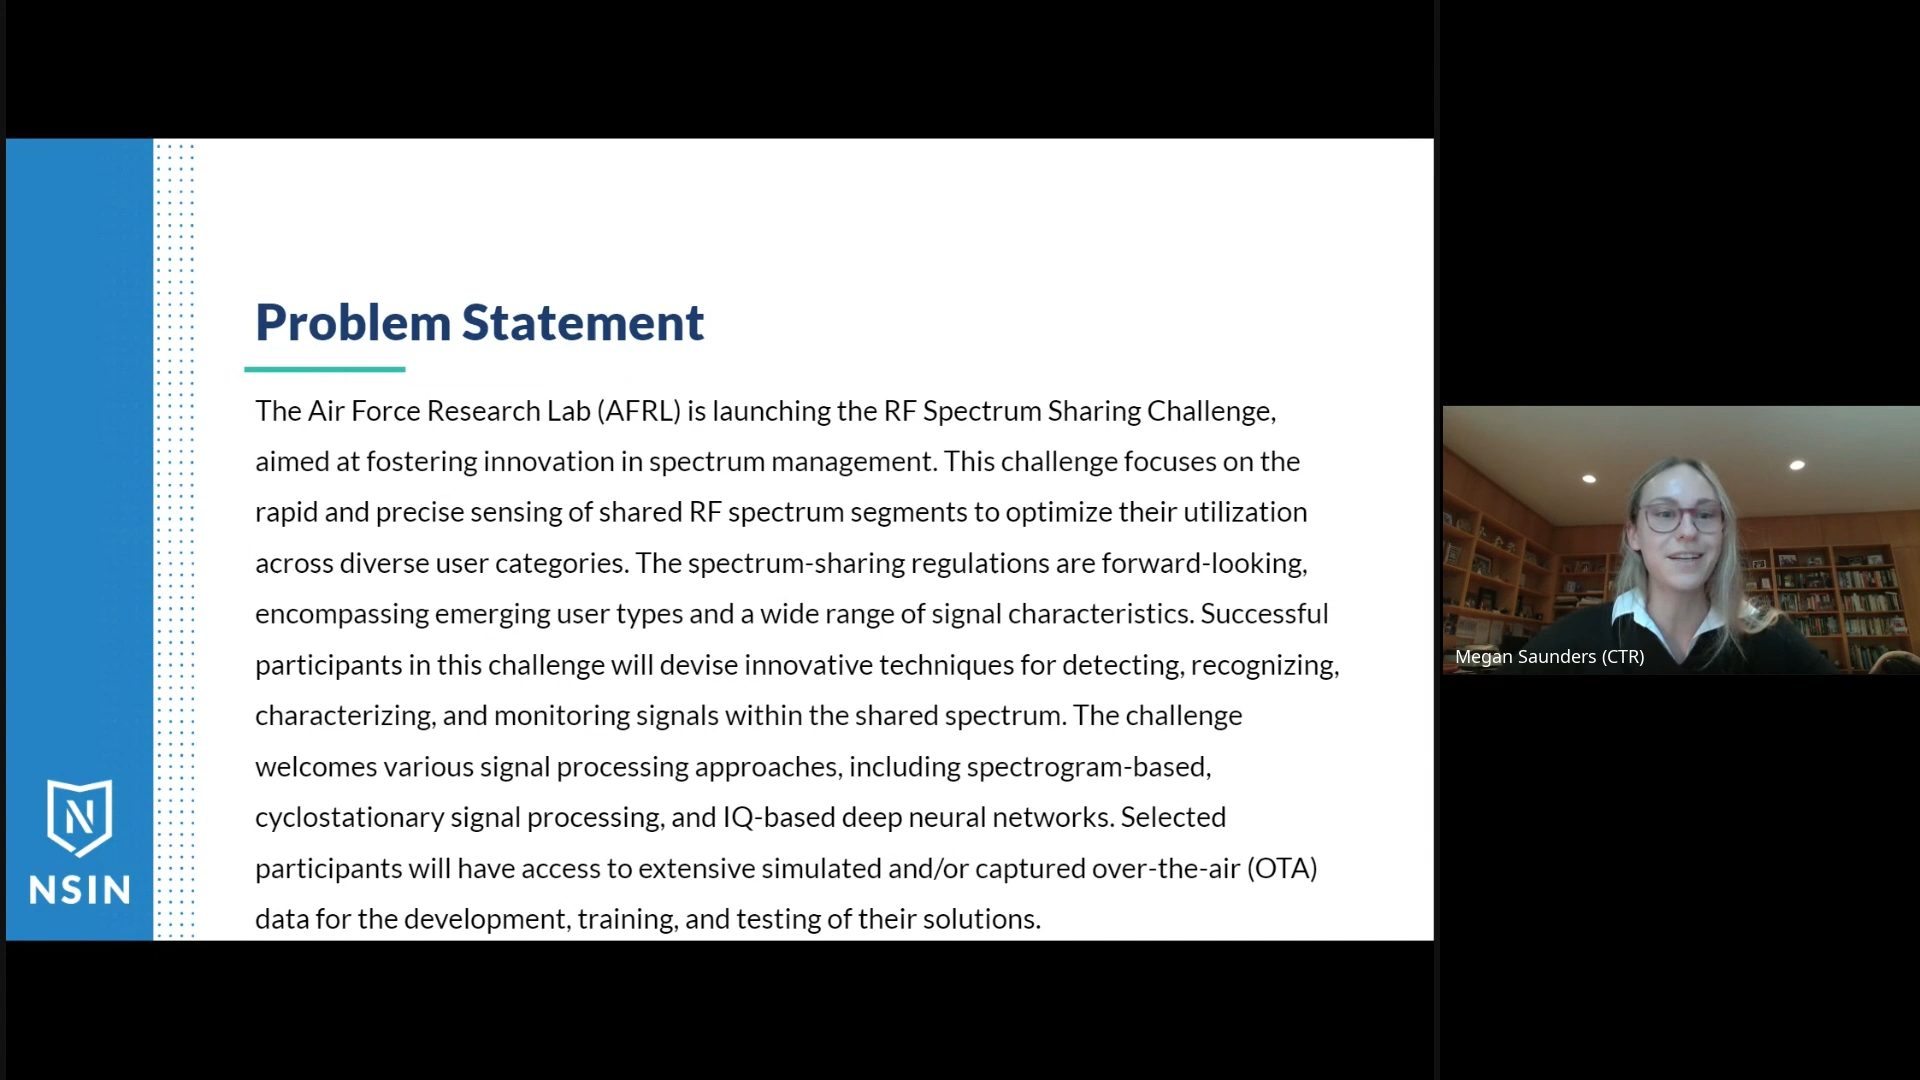 Problem Statement
The Air Force Research Lab (AFRL) is launching the RF Spectrum Sharing Challenge,
aimed at fostering innovation in spectrum management. This challenge focuses on the
rapid and precise sensing of shared RF spectrum segments to optimize their utilization
across diverse user categories. The spectrum-sharing regulations are forward-looking,
encompassing emerging user types and a wide range of signal characteristics. Successful
participants in this challenge will devise innovative techniques for detecting, recognizing,
characterizing, and monitoring signals within the shared spectrum. The challenge
welcomes various signal processing approaches, including spectrogram-based,
cyclostationary signal processing, and IQ-based deep neural networks. Selected
participants will have access to extensive simulated and/or captured over-the-air (OTA)
data for the development, training, and testing of their solutions.
N
NSIN
Megan Saunders (CTR)